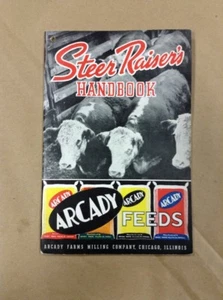 Steer Raiser's
HANDBOOK
ARCADY
ARCADY
ARCADY
ARCADY
FEEDS
ARCADY FARMS MILLING COMPANY, CHICAGO, ILLINOIS